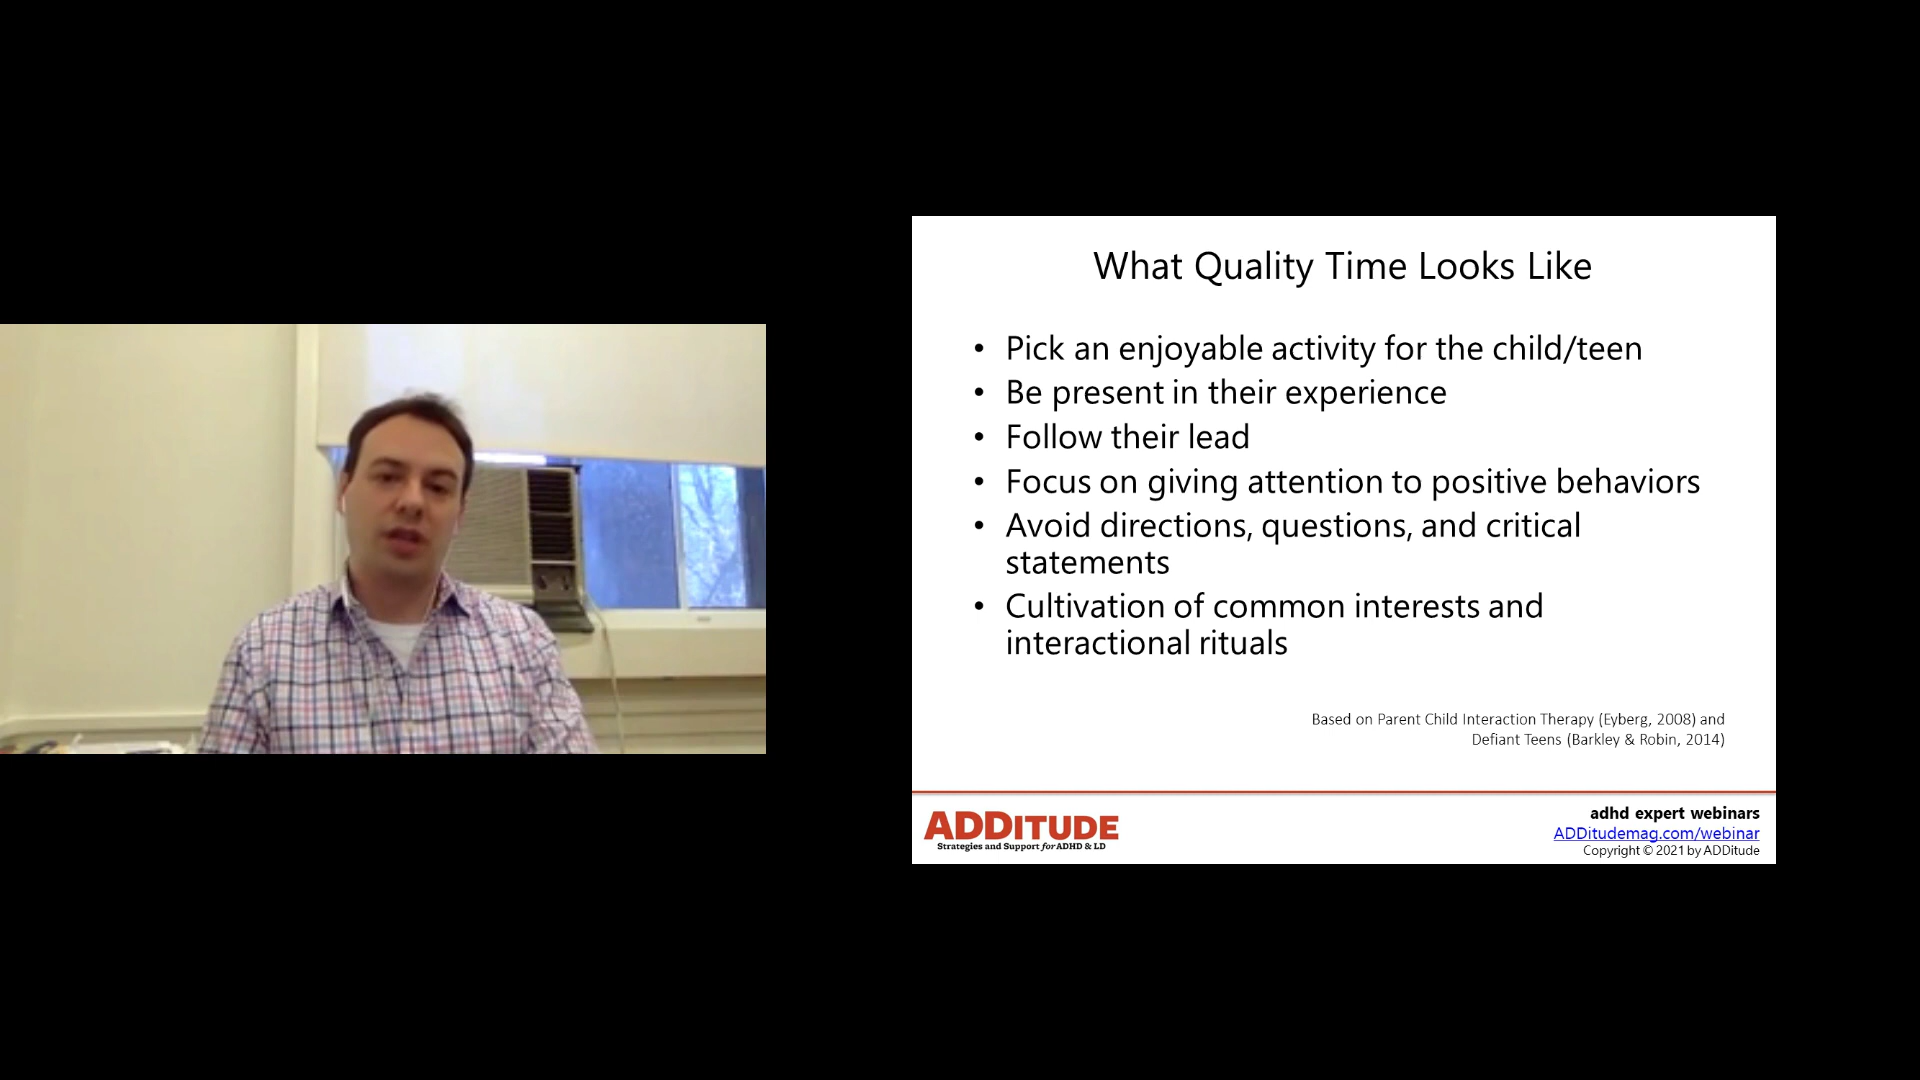 What Quality Time Looks Like
• Pick an enjoyable activity for the child/teen
• Be present in their experience
• Follow their lead
• Focus on giving attention to positive behaviors
• Avoid directions, questions, and critical
statements
• Cultivation of common interests and
interactional rituals
Based on Parent Child Interaction Therapy (Eyberg, 2008) and
Defiant Teens (Barkley & Robin, 2014)
ADDITUDE
Strategies and Support for ADHD & LD
adhd expert webinars
ADDitudemag.com/webinar
Copyright © 2021 by ADDitude